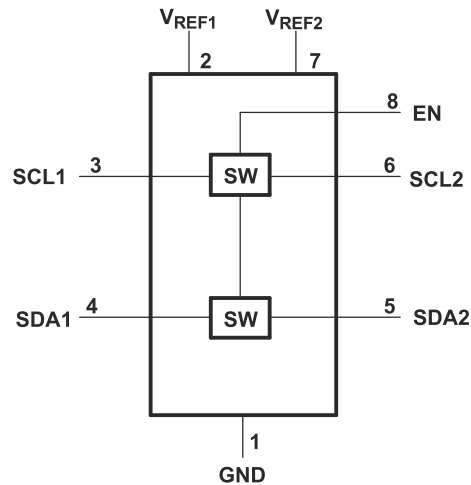 VREF1 VREF2
2 7
8 EN
SCL1 3 SW 6 SCL2
SDA1 4 SW 5 SDA2
1
GND